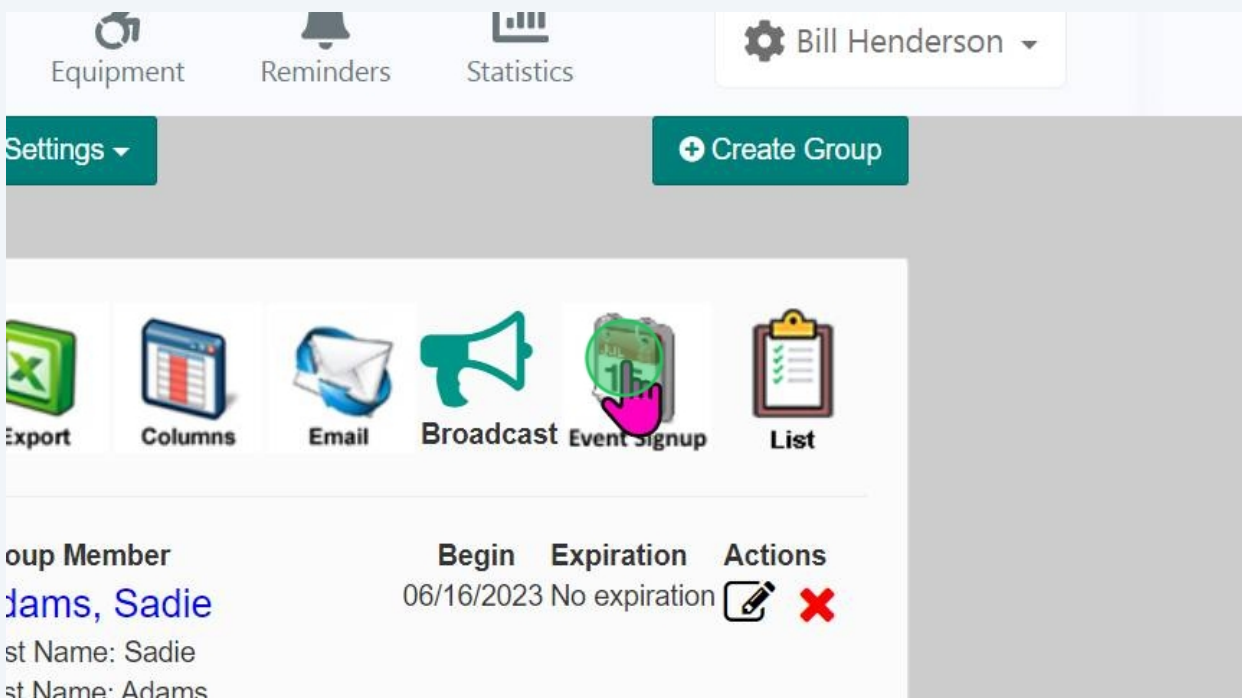 Equipment
Reminders
Statistics
Bill Henderson
Settings
Create Group
Export
Columns
Email
Broadcast
Event Signup
List
oup Member
Begin
Expiration
Actions
dams, Sadie
06/16/2023
No expiration
st Name: Sadie
st Name: Adams